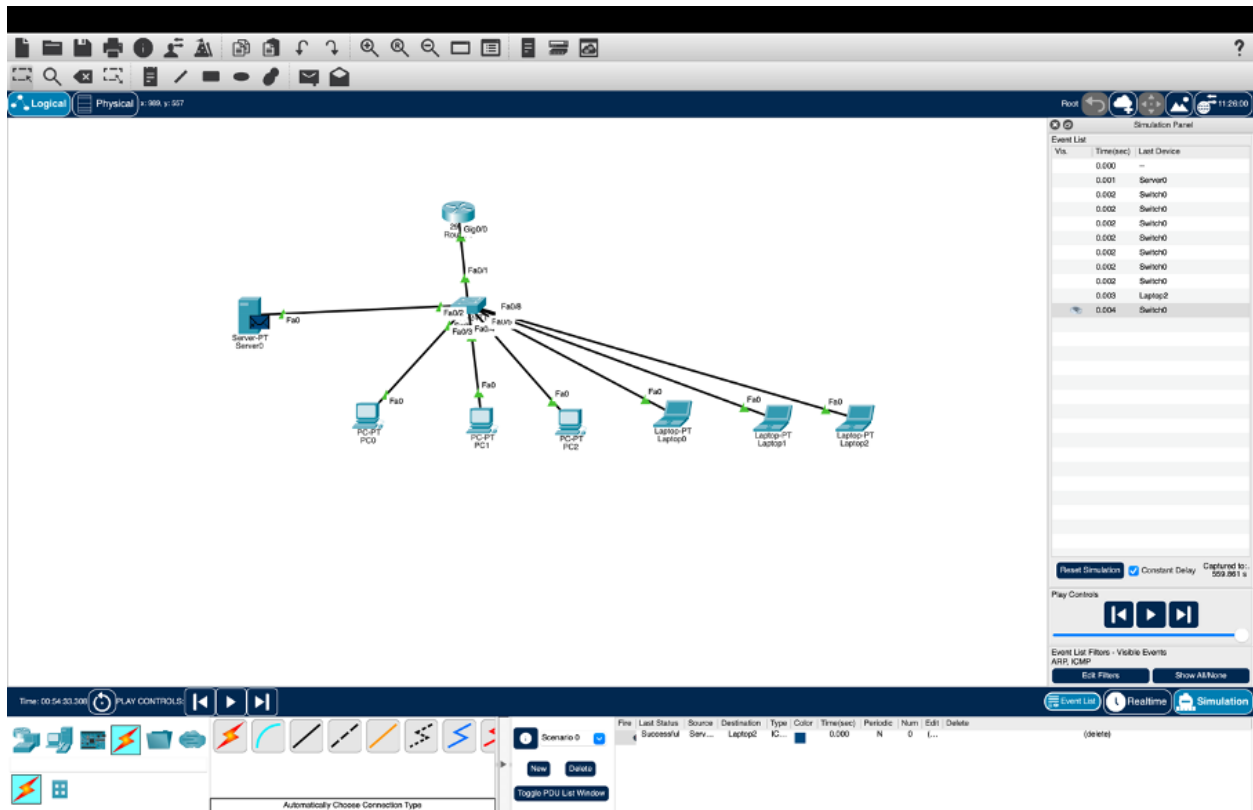 ?
Logical
Physical
x: 989, y: 557
Root
11:26:00
Simulation Panel
Event List
Vis. Time(sec) Last Device
0.000 --
0.001 Server0
0.002 Switch0
0.002 Switch0
0.002 Switch0
0.002 Switch0
0.002 Switch0
0.002 Switch0
0.002 Switch0
0.003 Laptop2
0.004 Switch0
Gig0/0
Fa0/1
Fa0/8
Fa0/2
Fa0/3
Fa0
Server-PT
Server0
Fa0
Fa0
Fa0
Fa0
Fa0
Fa0
PC-PT
PC0
PC-PT
PC1
PC-PT
PC2
Laptop-PT
Laptop0
Laptop-PT
Laptop1
Laptop-PT
Laptop2
Reset Simulation
Constant Delay
Captured to:.
559.861 s
Play Controls
Event List Filters - Visible Events
ARP, ICMP
Edit Filters
Show All/None
Time: 00:54:33.308
PLAY CONTROLS:
Event List
Realtime
Simulation
Scenario 0
New
Delete
Toggle PDU List Window
Fire Last Status Source Destination Type Color Time(sec) Periodic Num Edit Delete
Successful Serv... Laptop2 IC... 0.000 N 0 (... (delete)
Automatically Choose Connection Type